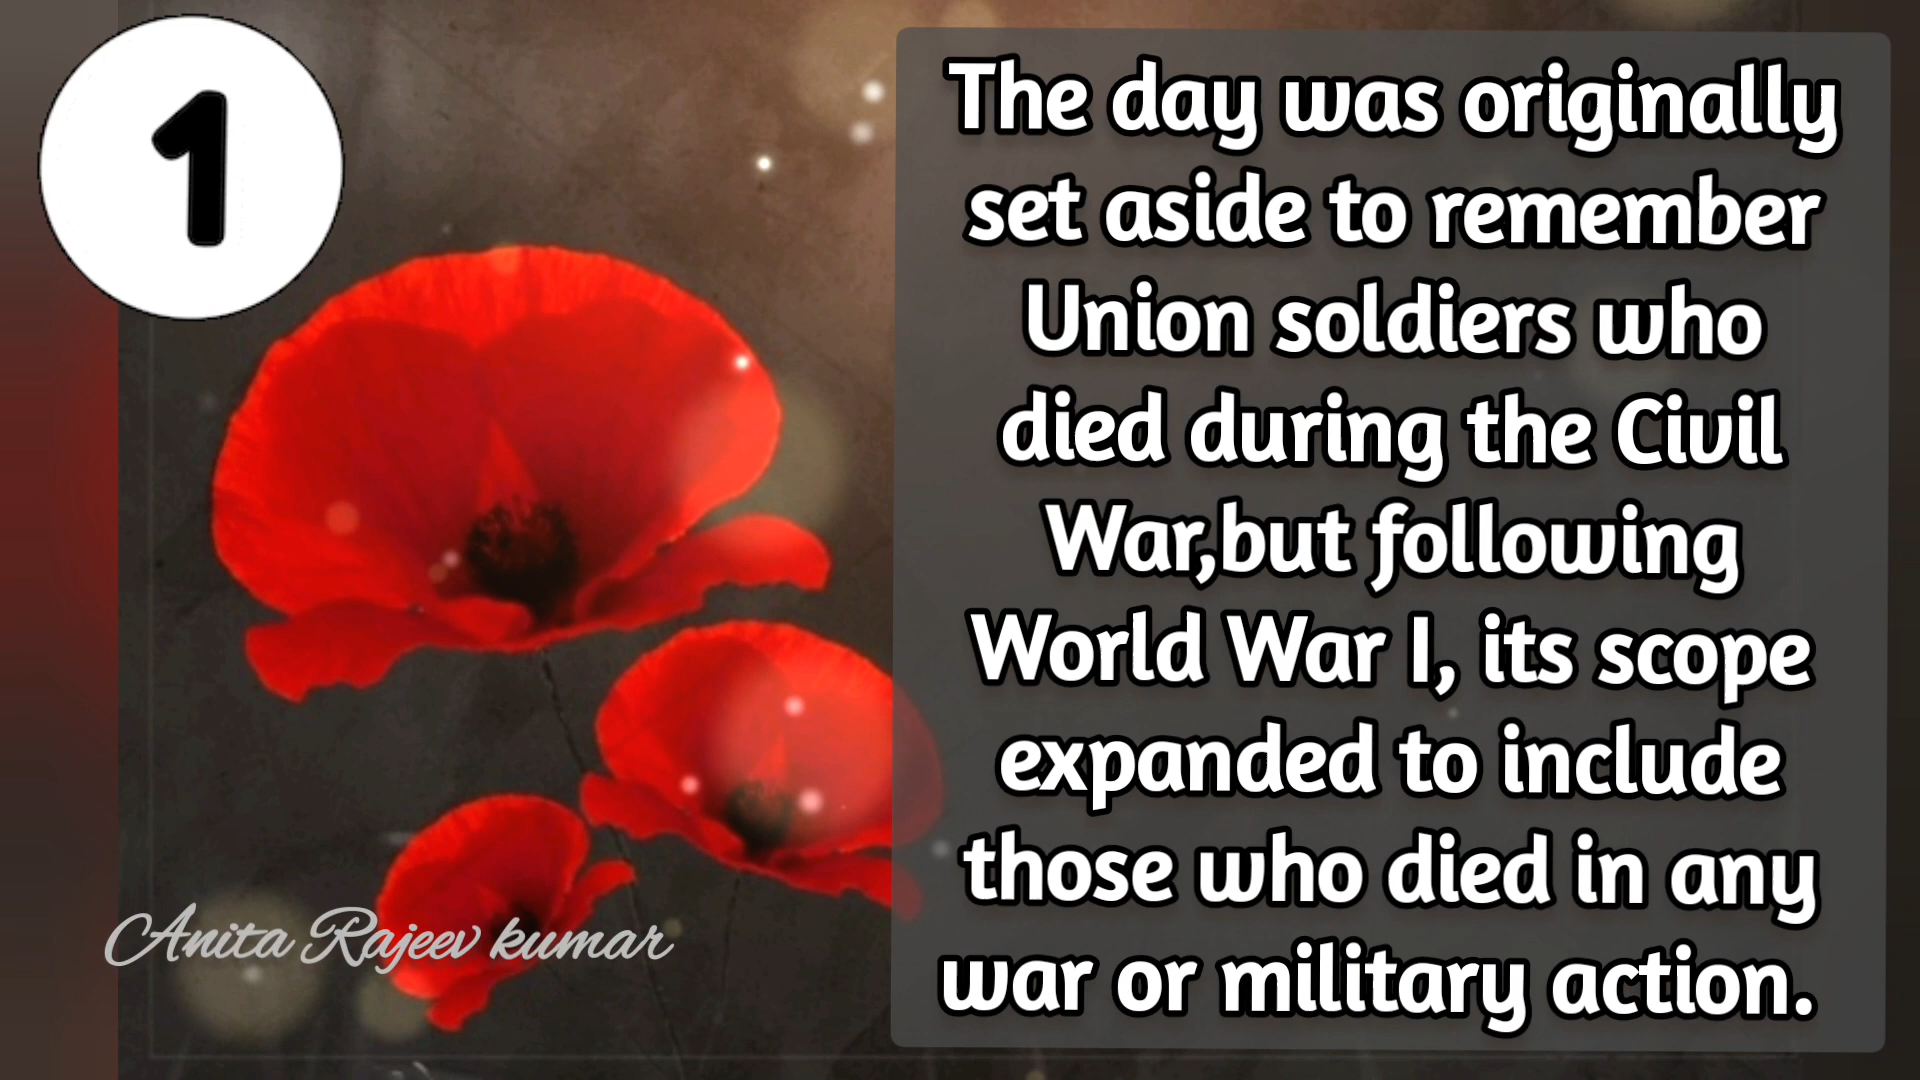 1
The day was originally
set aside to remember
Union soldiers who
died during the Civil
War,but following
World War I, its scope
expanded to include
those who died in any
war or military action.
Anita Rajeev kumar